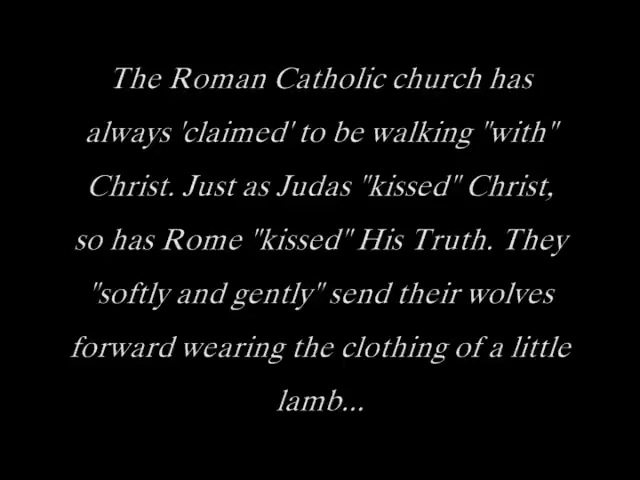 The Roman Catholic church has
always 'claimed' to be walking "with"
Christ. Just as Judas "kissed" Christ,
so has Rome "kissed" His Truth. They
"softly and gently" send their wolves
forward wearing the clothing of a little
lamb...